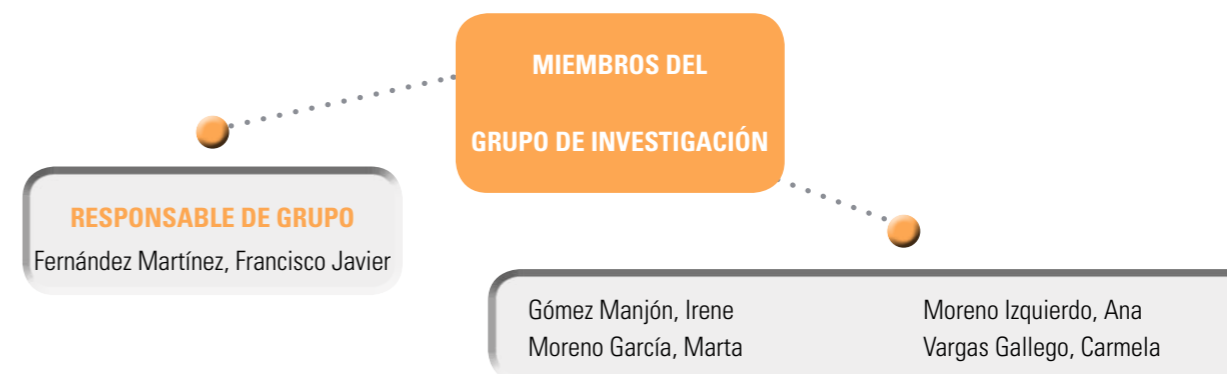 MIEMBROS DEL
GRUPO DE INVESTIGACIÓN
RESPONSABLE DE GRUPO
Fernández Martínez, Francisco Javier
Gómez Manjón, Irene
Moreno García, Marta
Moreno Izquierdo, Ana
Vargas Gallego, Carmela